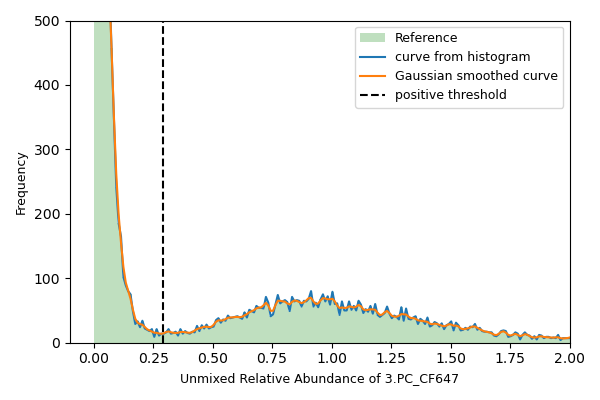 500
400
300
200
100
0
Frequency
Reference
curve from histogram
Gaussian smoothed curve
positive threshold
0.00 0.25 0.50 0.75 1.00 1.25 1.50 1.75 2.00
Unmixed Relative Abundance of 3.PC_CF647